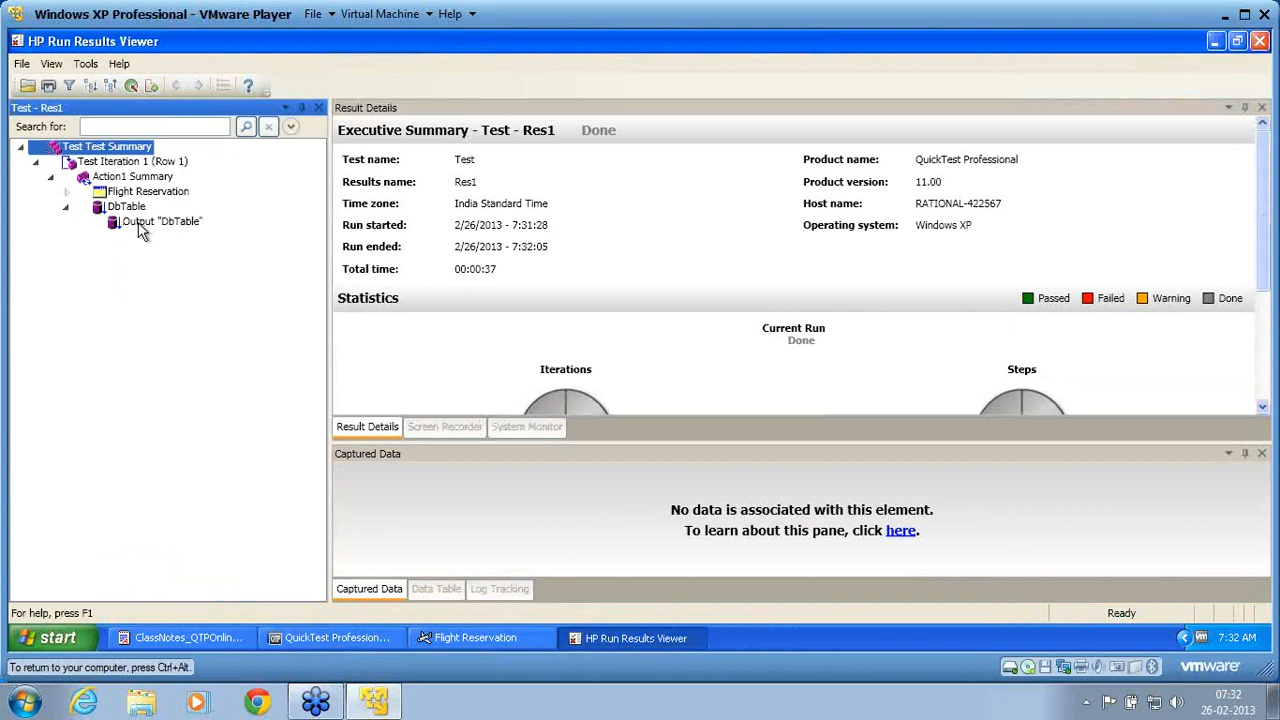 Windows XP Professional - VMware Player File Virtual Machine Help
HP Run Results Viewer
File View Tools Help
Test - Res1
Search for:
Test Test Summary
Test Iteration 1 (Row 1)
Action1 Summary
Flight Reservation
DbTable
Output "DbTable"
Result Details
Executive Summary - Test - Res1 Done
Test name: Test Product name: QuickTest Professional
Results name: Res1 Product version: 11.00
Time zone: India Standard Time Host name: RATIONAL-422567
Run started: 2/26/2013 - 7:31:28 Operating system: Windows XP
Run ended: 2/26/2013 - 7:32:05
Total time: 00:00:37
Statistics Passed Failed Warning Done
Current Run
Done
Iterations Steps
Result Details Screen Recorder System Monitor
Captured Data
No data is associated with this element.
To learn about this pane, click here.
Captured Data Data Table Log Tracking
For help, press F1 Ready
start ClassNotes_QTPOnlin... QuickTest Profession... Flight Reservation HP Run Results Viewer 7:32 AM
To return to your computer, press Ctrl+Alt. vmware
07:32
26-02-2013